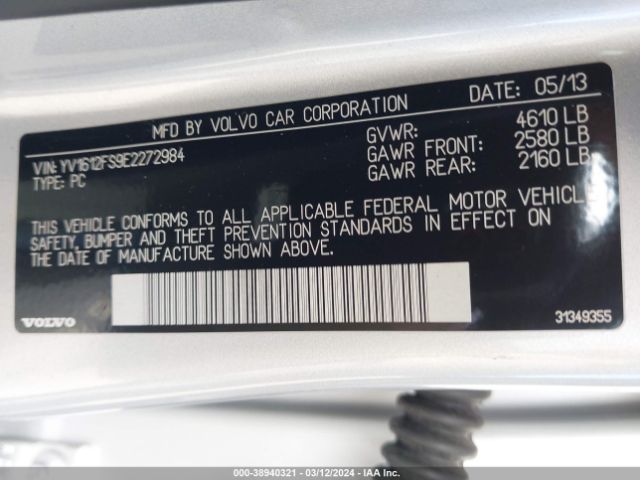 MFD BY VOLVO CAR CORPORATION
DATE: 05/13
VIN: YV1612FS9E2272984
TYPE: PC
GVWR: 4610 LB
GAWR FRONT: 2580 LB
GAWR REAR: 2160 LB
THIS VEHICLE CONFORMS TO ALL APPLICABLE FEDERAL MOTOR VEHICLE
SAFETY, BUMPER AND THEFT PREVENTION STANDARDS IN EFFECT ON
THE DATE OF MANUFACTURE SHOWN ABOVE.
VOLVO
31349355
000-38940321 - 03/12/2024 - IAA Inc.